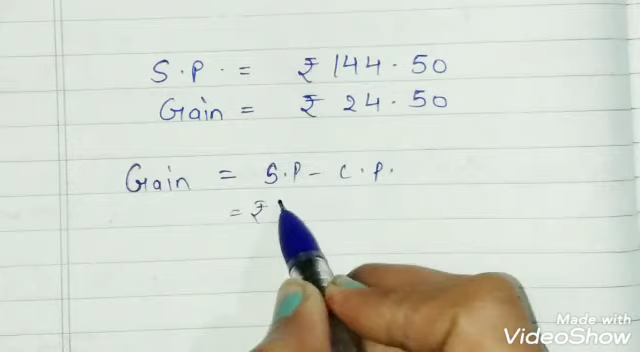 S.P. = ₹ 144.50
Gain = ₹ 24.50
Gain = S.P - C.P.
= ₹
Made with
VideoShow